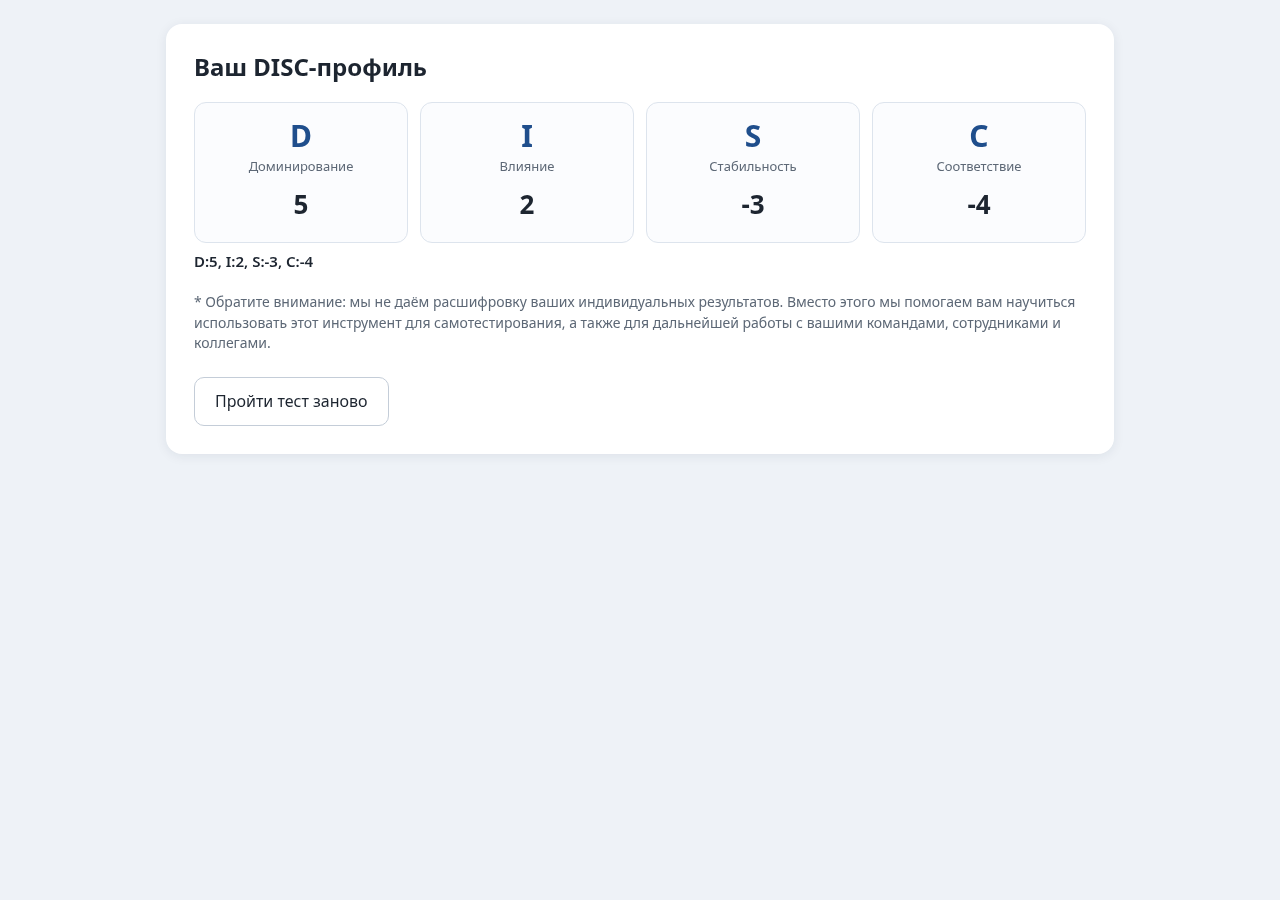 Ваш DISC-профиль
D
Доминирование
5
I
Влияние
2
S
Стабильность
-3
C
Соответствие
-4
D:5, I:2, S:-3, C:-4
* Обратите внимание: мы не даём расшифровку ваших индивидуальных результатов. Вместо этого мы помогаем вам научиться
использовать этот инструмент для самотестирования, а также для дальнейшей работы с вашими командами, сотрудниками и
коллегами.
Пройти тест заново